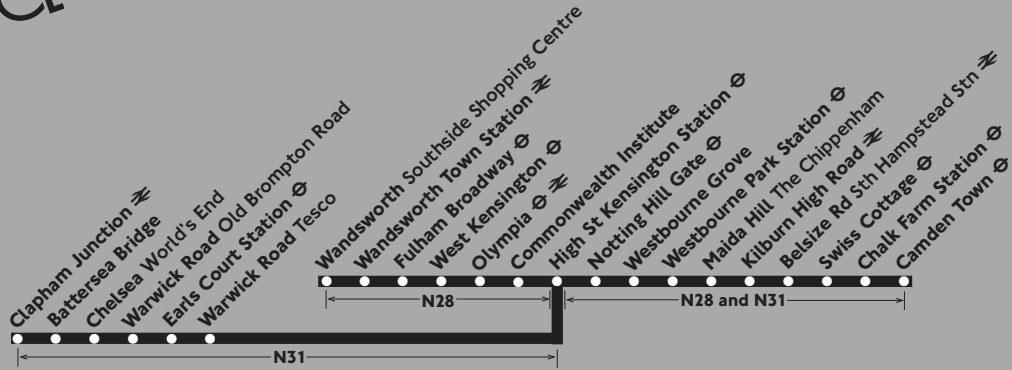 Clapham Junction
Battersea Bridge
Chelsea World's End
Warwick Road Old Brompton Road
Earls Court Station
Warwick Road Tesco
Wandsworth Southside Shopping Centre
Wandsworth Town Station
Fulham Broadway
West Kensington
Olympia
Commonwealth Institute
High St Kensington Station
Notting Hill Gate
Westbourne Grove
Westbourne Park Station
Maida Hill The Chippenham
Kilburn High Road
Belsize Rd Sth Hampstead Stn
Swiss Cottage
Chalk Farm Station
Camden Town
N28
N28 and N31
N31